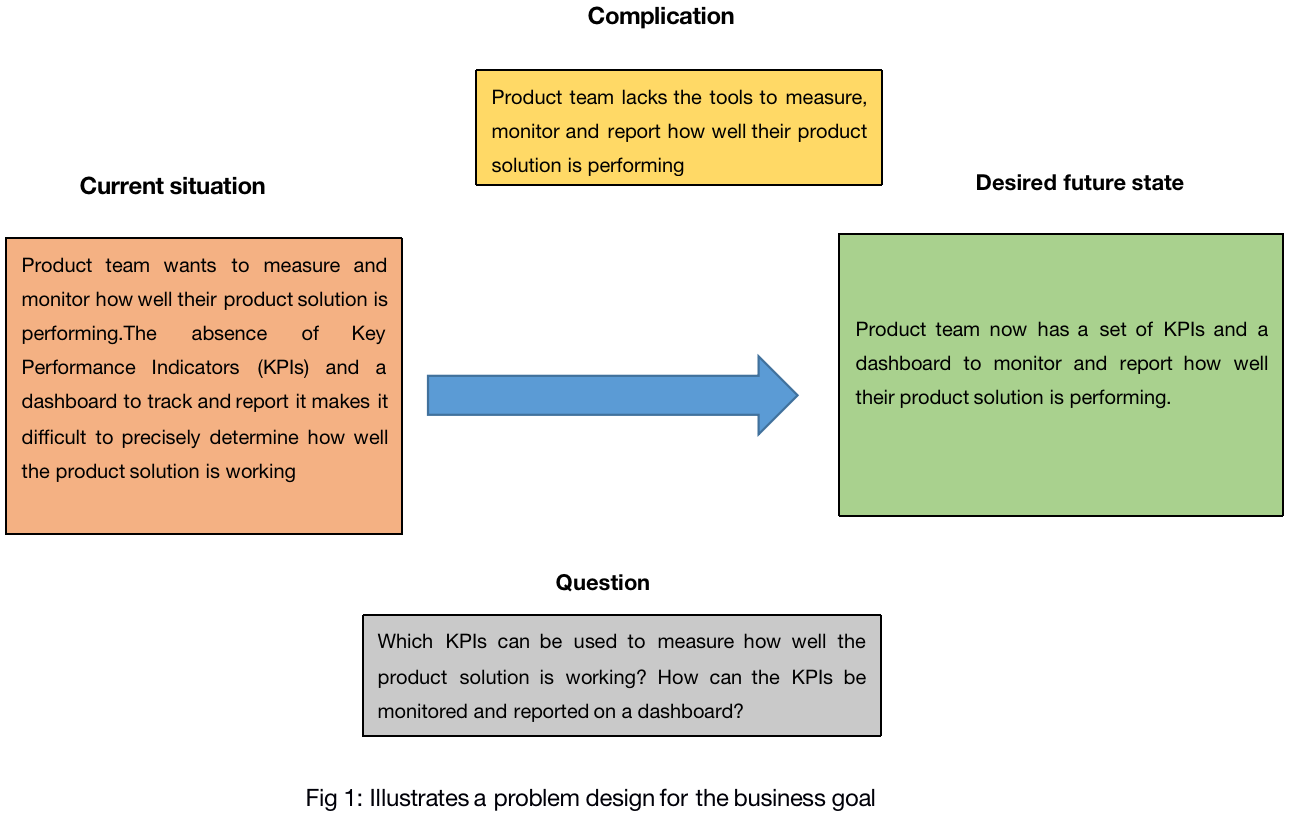 Complication
Product team lacks the tools to measure,
monitor and report how well their product
solution is performing
Current situation
Product team wants to measure and
monitor how well their product solution is
performing.The absence of Key
Performance Indicators (KPIs) and a
dashboard to track and report it makes it
difficult to precisely determine how well
the product solution is working
Desired future state
Product team now has a set of KPIs and a
dashboard to monitor and report how well
their product solution is performing.
Question
Which KPIs can be used to measure how well the
product solution is working? How can the KPIs be
monitored and reported on a dashboard?
Fig 1: Illustrates a problem design for the business goal